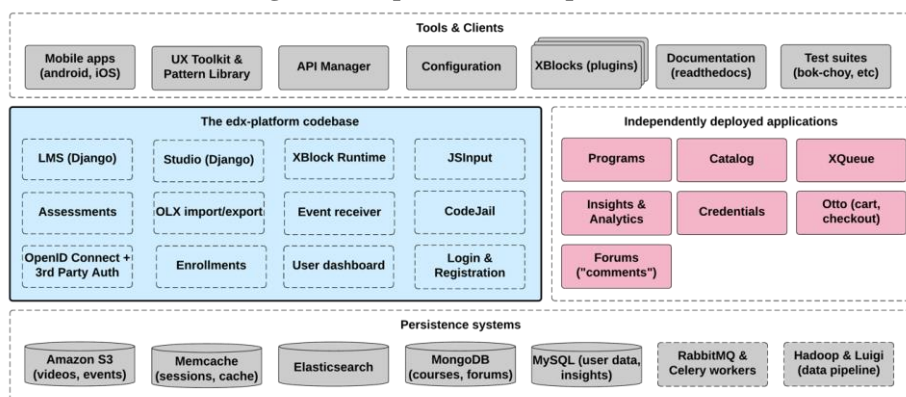 Tools & Clients
Mobile apps
(android, iOS)
UX Toolkit &
Pattern Library
API Manager
Configuration
XBlocks (plugins)
Documentation
(readthedocs)
Test suites
(bok-choy, etc)
The edx-platform codebase
LMS (Django)
Studio (Django)
XBlock Runtime
JSInput
Assessments
OLX import/export
Event receiver
CodeJail
OpenID Connect +
3rd Party Auth
Enrollments
User dashboard
Login &
Registration
Independently deployed applications
Programs
Catalog
XQueue
Insights &
Analytics
Credentials
Otto (cart,
checkout)
Forums
("comments")
Persistence systems
Amazon S3
(videos, events)
Memcache
(sessions, cache)
Elasticsearch
MongoDB
(courses, forums)
MySQL (user data,
insights)
RabbitMQ &
Celery workers
Hadoop & Luigi
(data pipeline)